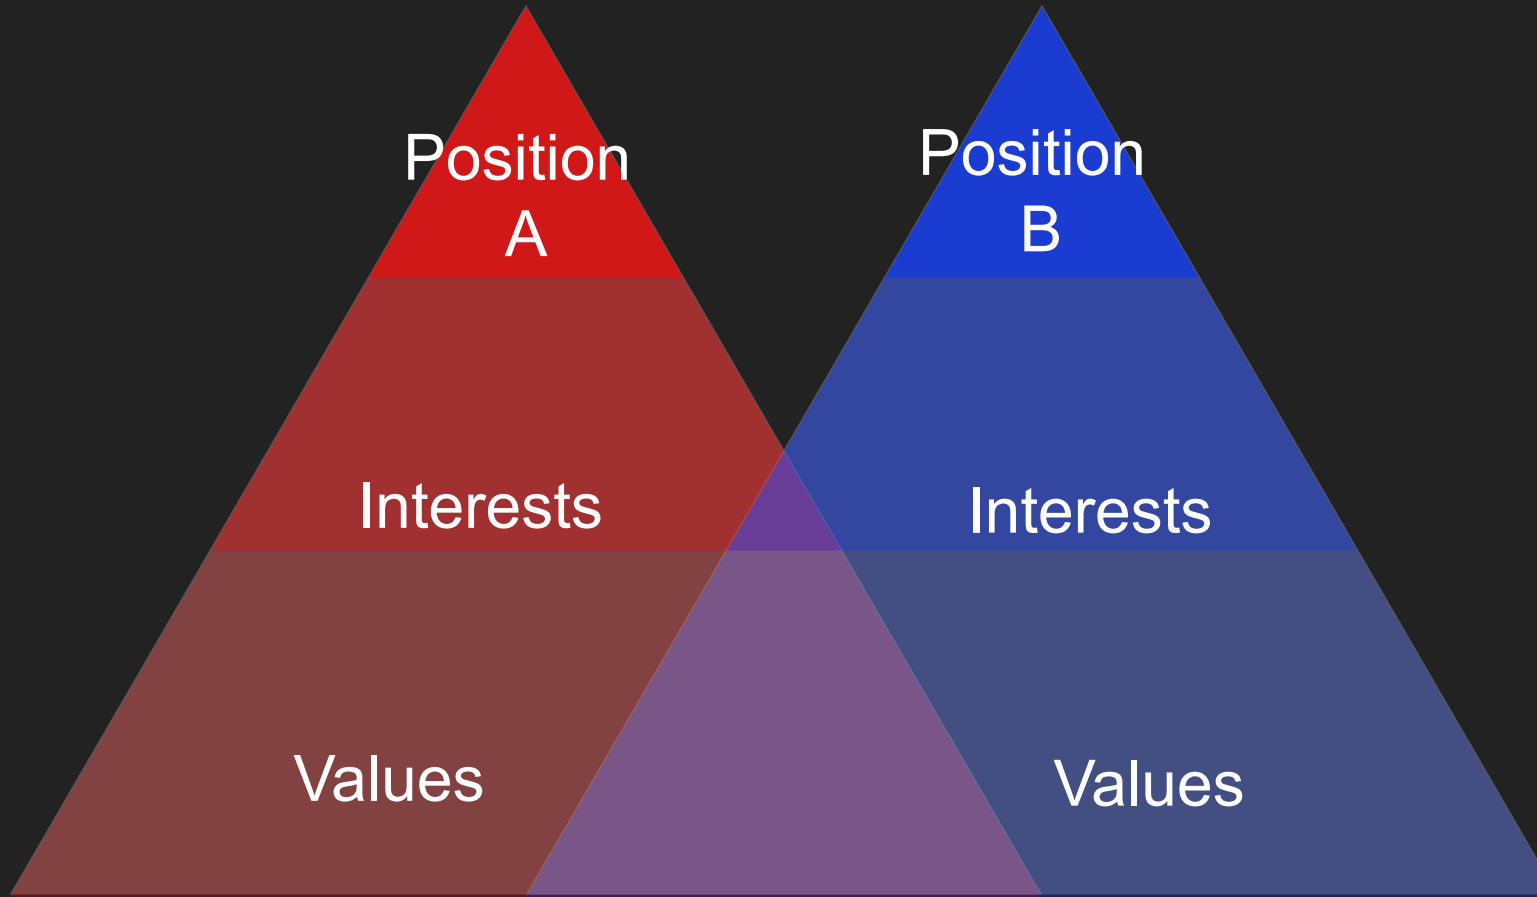 Position
A
Position
B
Interests
Interests
Values
Values